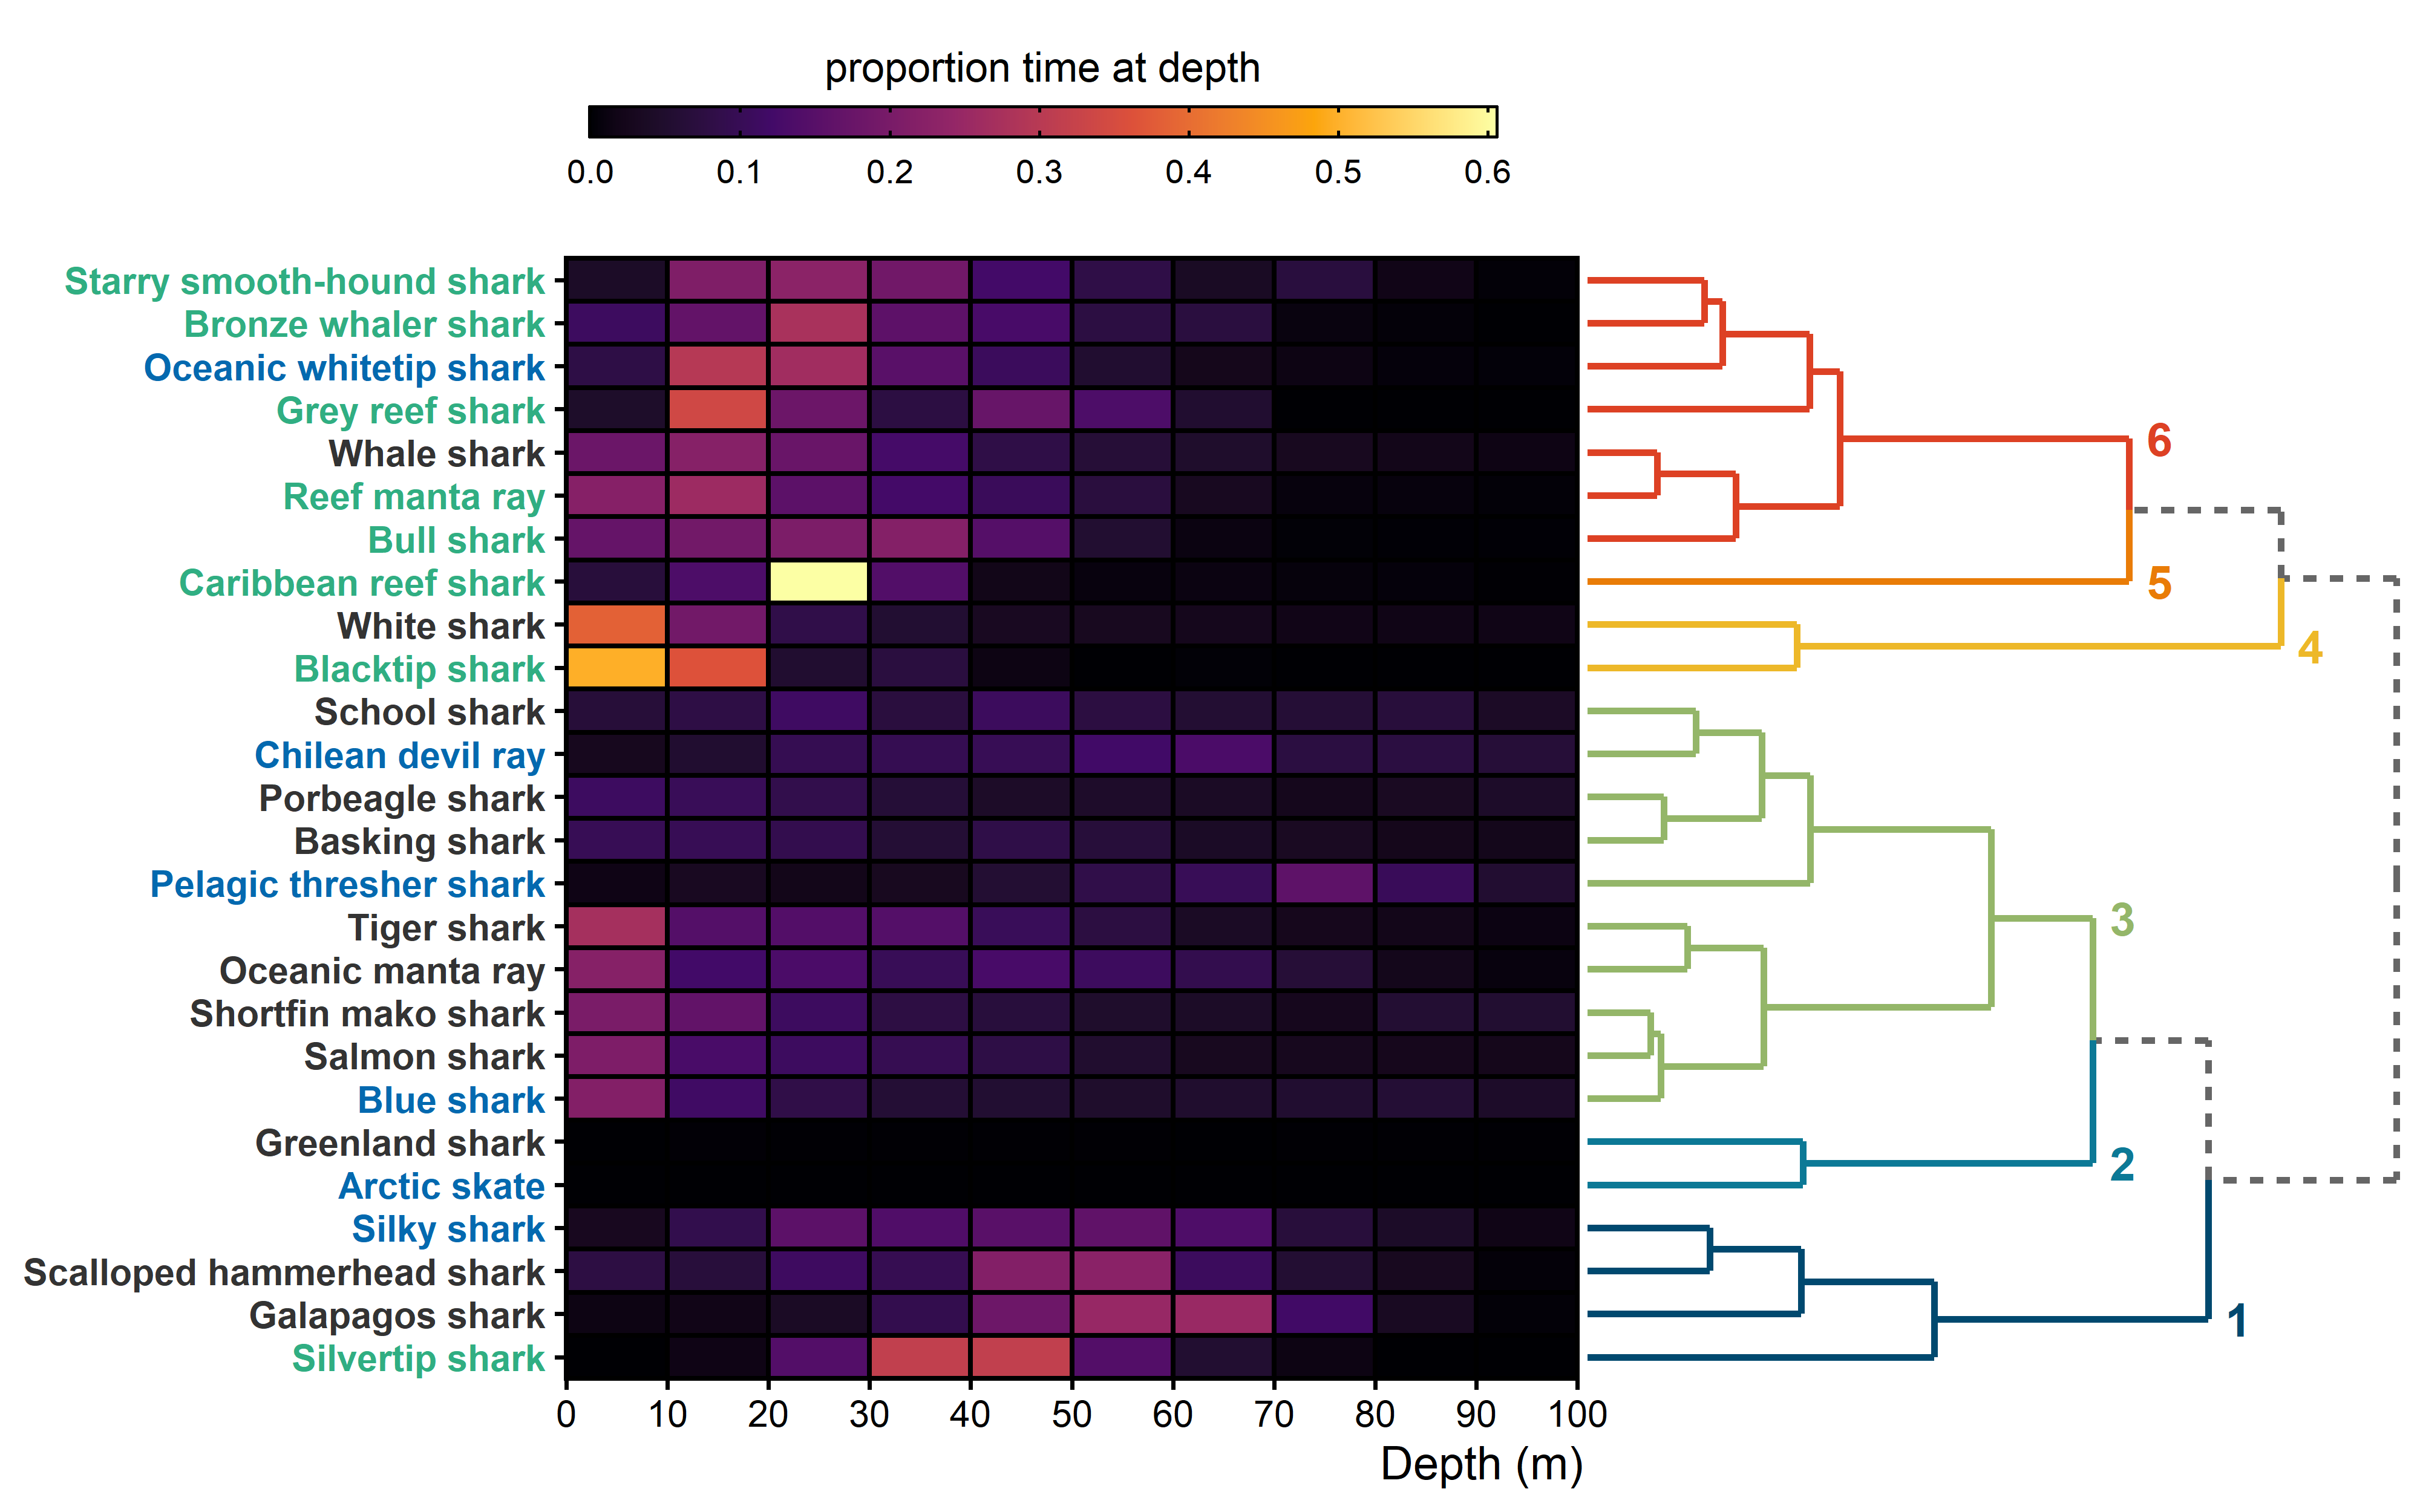 proportion time at depth
0.0 0.1 0.2 0.3 0.4 0.5 0.6
Starry smooth-hound shark
Bronze whaler shark
Oceanic whitetip shark
Grey reef shark
Whale shark
6
Reef manta ray
Bull shark
Caribbean reef shark
5
White shark
4
Blacktip shark
School shark
Chilean devil ray
Porbeagle shark
Basking shark
Pelagic thresher shark
Tiger shark
3
Oceanic manta ray
Shortfin mako shark
Salmon shark
Blue shark
Greenland shark
2
Arctic skate
Silky shark
Scalloped hammerhead shark
Galapagos shark
1
Silvertip shark
0 10 20 30 40 50 60 70 80 90 100
Depth (m)